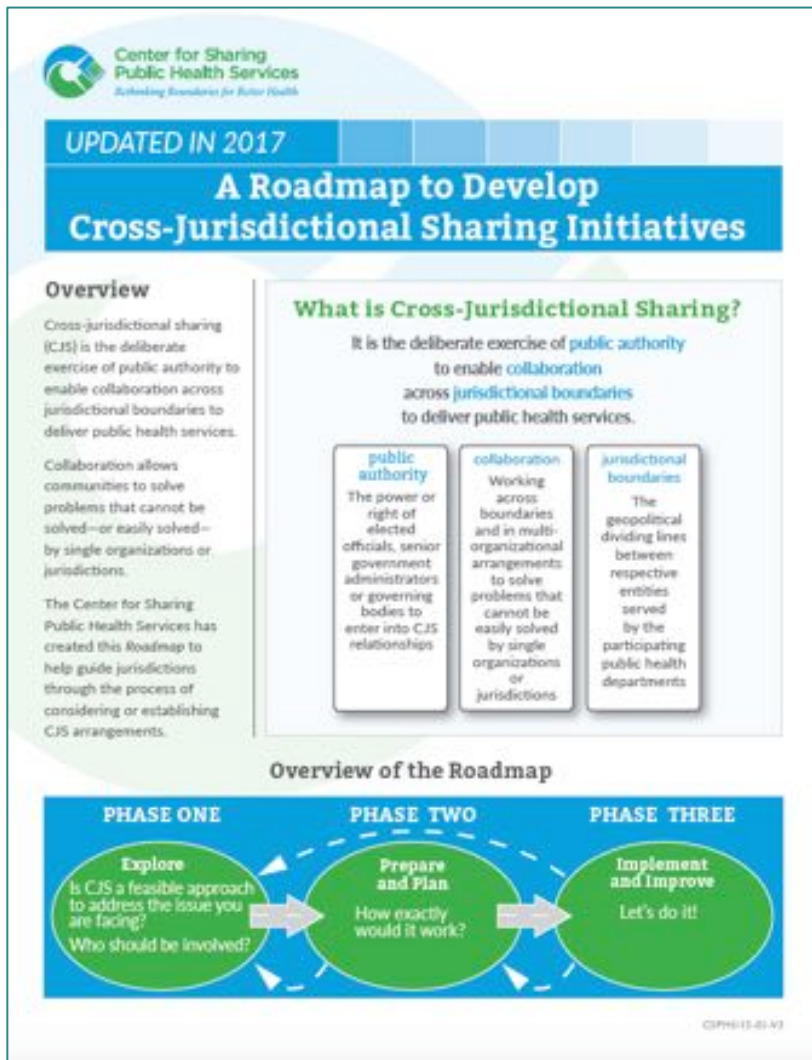 Center for Sharing
Public Health Services
Rethinking Boundaries for Better Health
UPDATED IN 2017
A Roadmap to Develop
Cross-Jurisdictional Sharing Initiatives
Overview
Cross-jurisdictional sharing
(CJS) is the deliberate
exercise of public authority to
enable collaboration across
jurisdictional boundaries to
deliver public health services.
Collaboration allows
communities to solve
problems that cannot be
solved—or easily solved—
by single organizations or
jurisdictions.
The Center for Sharing
Public Health Services has
created this Roadmap to
help guide jurisdictions
through the process of
considering or establishing
CJS arrangements.
What is Cross-Jurisdictional Sharing?
It is the deliberate exercise of public authority
to enable collaboration
across jurisdictional boundaries
to deliver public health services.
public
authority
The power or
right of
elected
officials, senior
government
administrators
or governing
bodies to
enter into CJS
relationships
collaboration
Working
across
boundaries
and in multi-
organizational
arrangements
to solve
problems that
cannot be
easily solved
by single
organizations
or
jurisdictions
jurisdictional
boundaries
The
geopolitical
dividing lines
between
respective
entities
served
by the
participating
public health
departments
Overview of the Roadmap
PHASE ONE
Explore
Is CJS a feasible approach
to address the issue you
are facing?
Who should be involved?
PHASE TWO
Prepare
and Plan
How exactly
would it work?
PHASE THREE
Implement
and Improve
Let's do it!